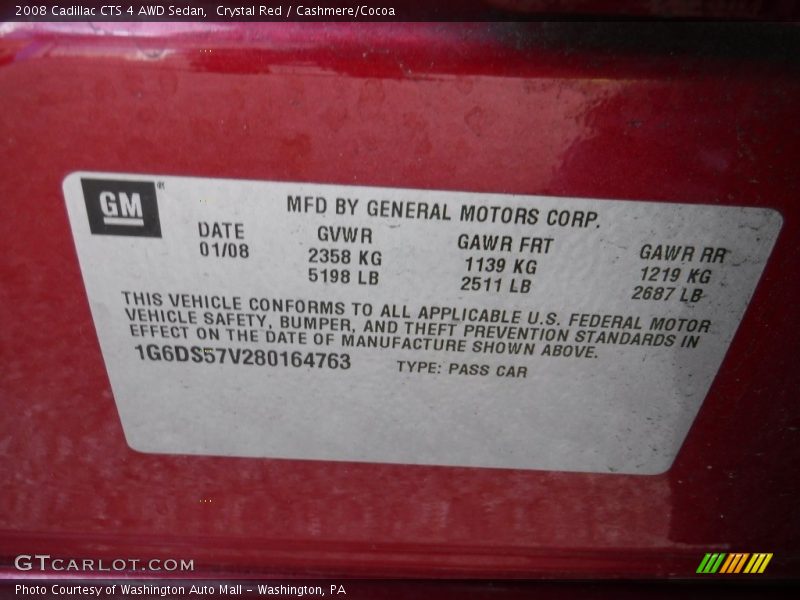 2008 Cadillac CTS 4 AWD Sedan, Crystal Red / Cashmere/Cocoa
GM®
MFD BY GENERAL MOTORS CORP.
DATE GVWR GAWR FRT GAWR RR
01/08 2358 KG 1139 KG 1219 KG
5198 LB 2511 LB 2687 LB
THIS VEHICLE CONFORMS TO ALL APPLICABLE U.S. FEDERAL MOTOR
VEHICLE SAFETY, BUMPER, AND THEFT PREVENTION STANDARDS IN
EFFECT ON THE DATE OF MANUFACTURE SHOWN ABOVE.
1G6DS57V280164763 TYPE: PASS CAR
GTCARLOT.COM
Photo Courtesy of Washington Auto Mall - Washington, PA